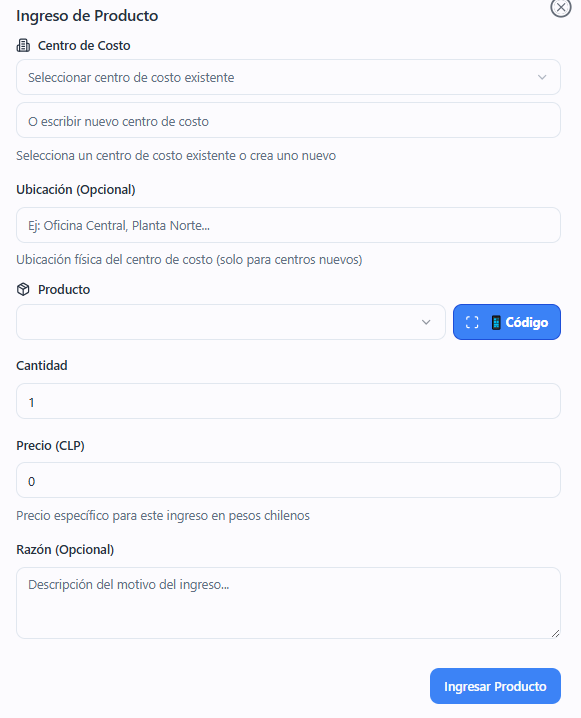 Ingreso de Producto
Centro de Costo
Seleccionar centro de costo existente
O escribir nuevo centro de costo
Selecciona un centro de costo existente o crea uno nuevo
Ubicación (Opcional)
Ej: Oficina Central, Planta Norte...
Ubicación física del centro de costo (solo para centros nuevos)
Producto
Código
Cantidad
1
Precio (CLP)
0
Precio específico para este ingreso en pesos chilenos
Razón (Opcional)
Descripción del motivo del ingreso...
Ingresar Producto